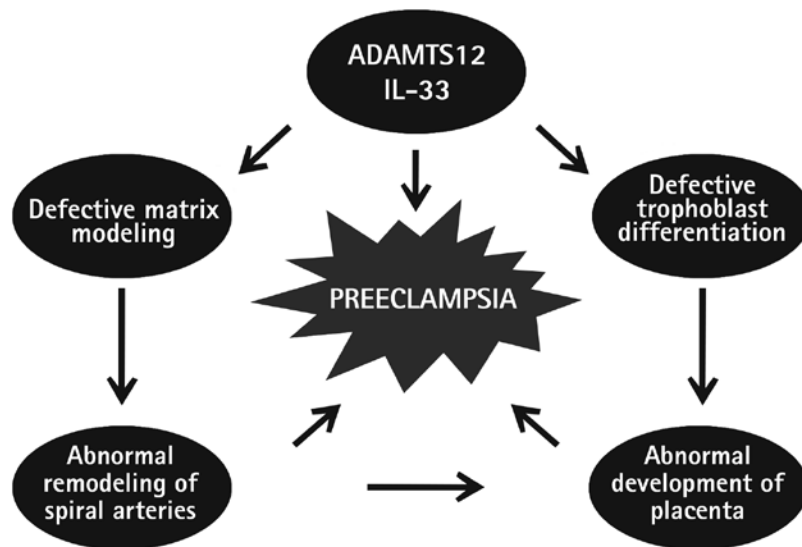 ADAMTS12
IL-33
Defective matrix
modeling
Defective
trophoblast
differentiation
PREECLAMPSIA
Abnormal
remodeling of
spiral arteries
Abnormal
development of
placenta